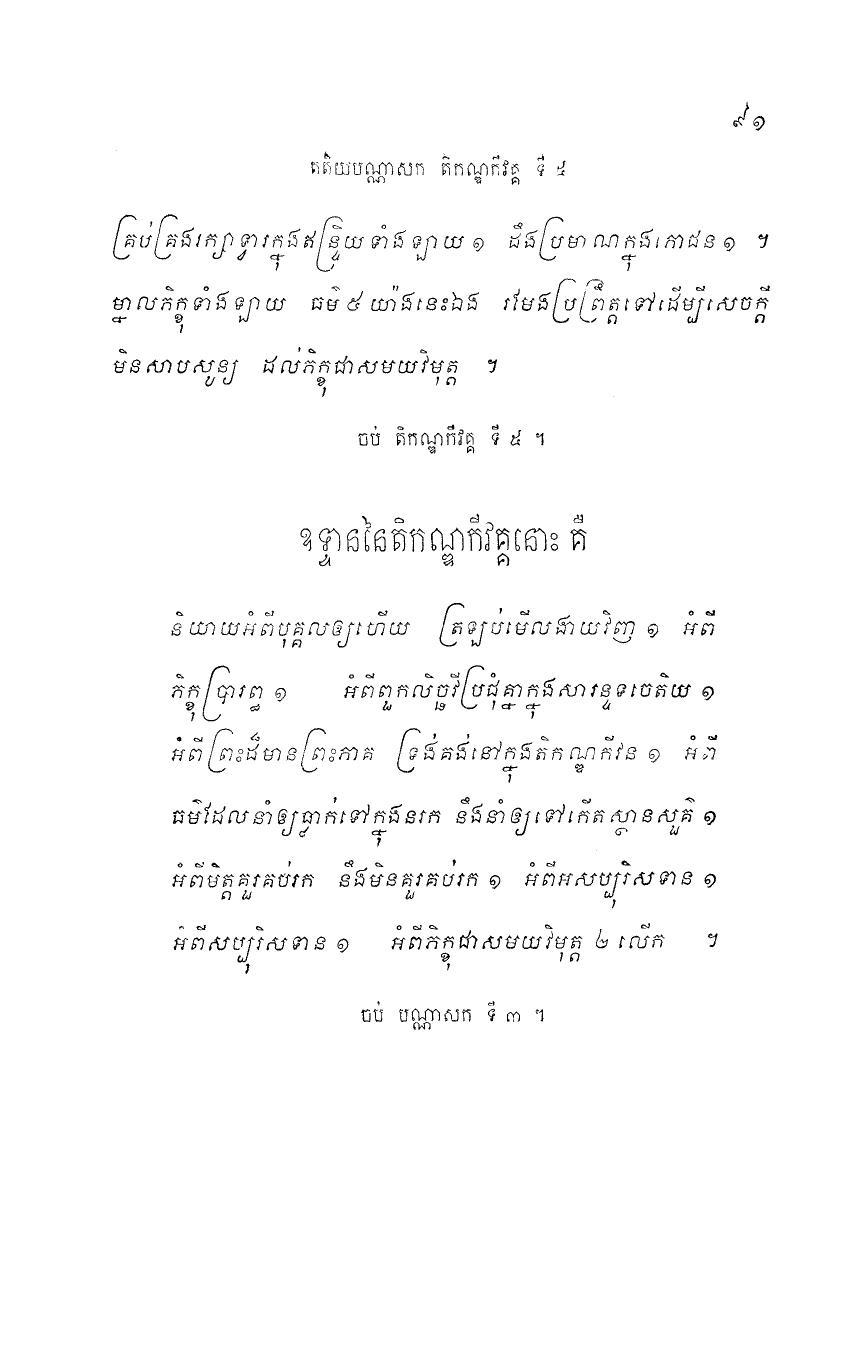 ៩១
តតិយបណ្ណាសក តិកណ្ឌកីវគ្គ ទី ៥
គ្រប់គ្រងរក្សាទ្វារក្នុងឥន្ទ្រិយទាំងឡាយ ១ ដឹងប្រមាណក្នុងភោជន ១ ។
ម្នាលភិក្ខុទាំងឡាយ ធម៌ ៥ យ៉ាងនេះឯង រមែងប្រព្រឹត្តទៅដើម្បីសេចក្តី
មិនសាបសូន្យ ដល់ភិក្ខុជាសមយវិមុត្ត ។
ចប់ តិកណ្ឌកីវគ្គ ទី ៥ ។
ឧទ្ទាននៃតិកណ្ឌកីវគ្គនោះ គឺ
និយាយអំពីបុគ្គលឲ្យហើយ ត្រឡប់មើលងាយវិញ ១ អំពី
ភិក្ខុប្រារព្ធ ១ អំពីពួកលិច្ឆវីប្រជុំគ្នាក្នុងសារន្ទទចេតិយ ១
អំពីព្រះដ៏មានព្រះភាគ ទ្រង់គង់នៅក្នុងតិកណ្ឌកីវន ១ អំពី
ធម៌ដែលនាំឲ្យធ្លាក់ទៅក្នុងនរក នឹងនាំឲ្យទៅកើតស្ថានសួគ៌ ១
អំពីមិត្តគួរគប់រក នឹងមិនគួរគប់រក ១ អំពីអសប្បុរិសទាន ១
អំពីសប្បុរិសទាន ១ អំពីភិក្ខុជាសមយវិមុត្ត ២ លើក ។
ចប់ បណ្ណាសក ទី ៣ ។